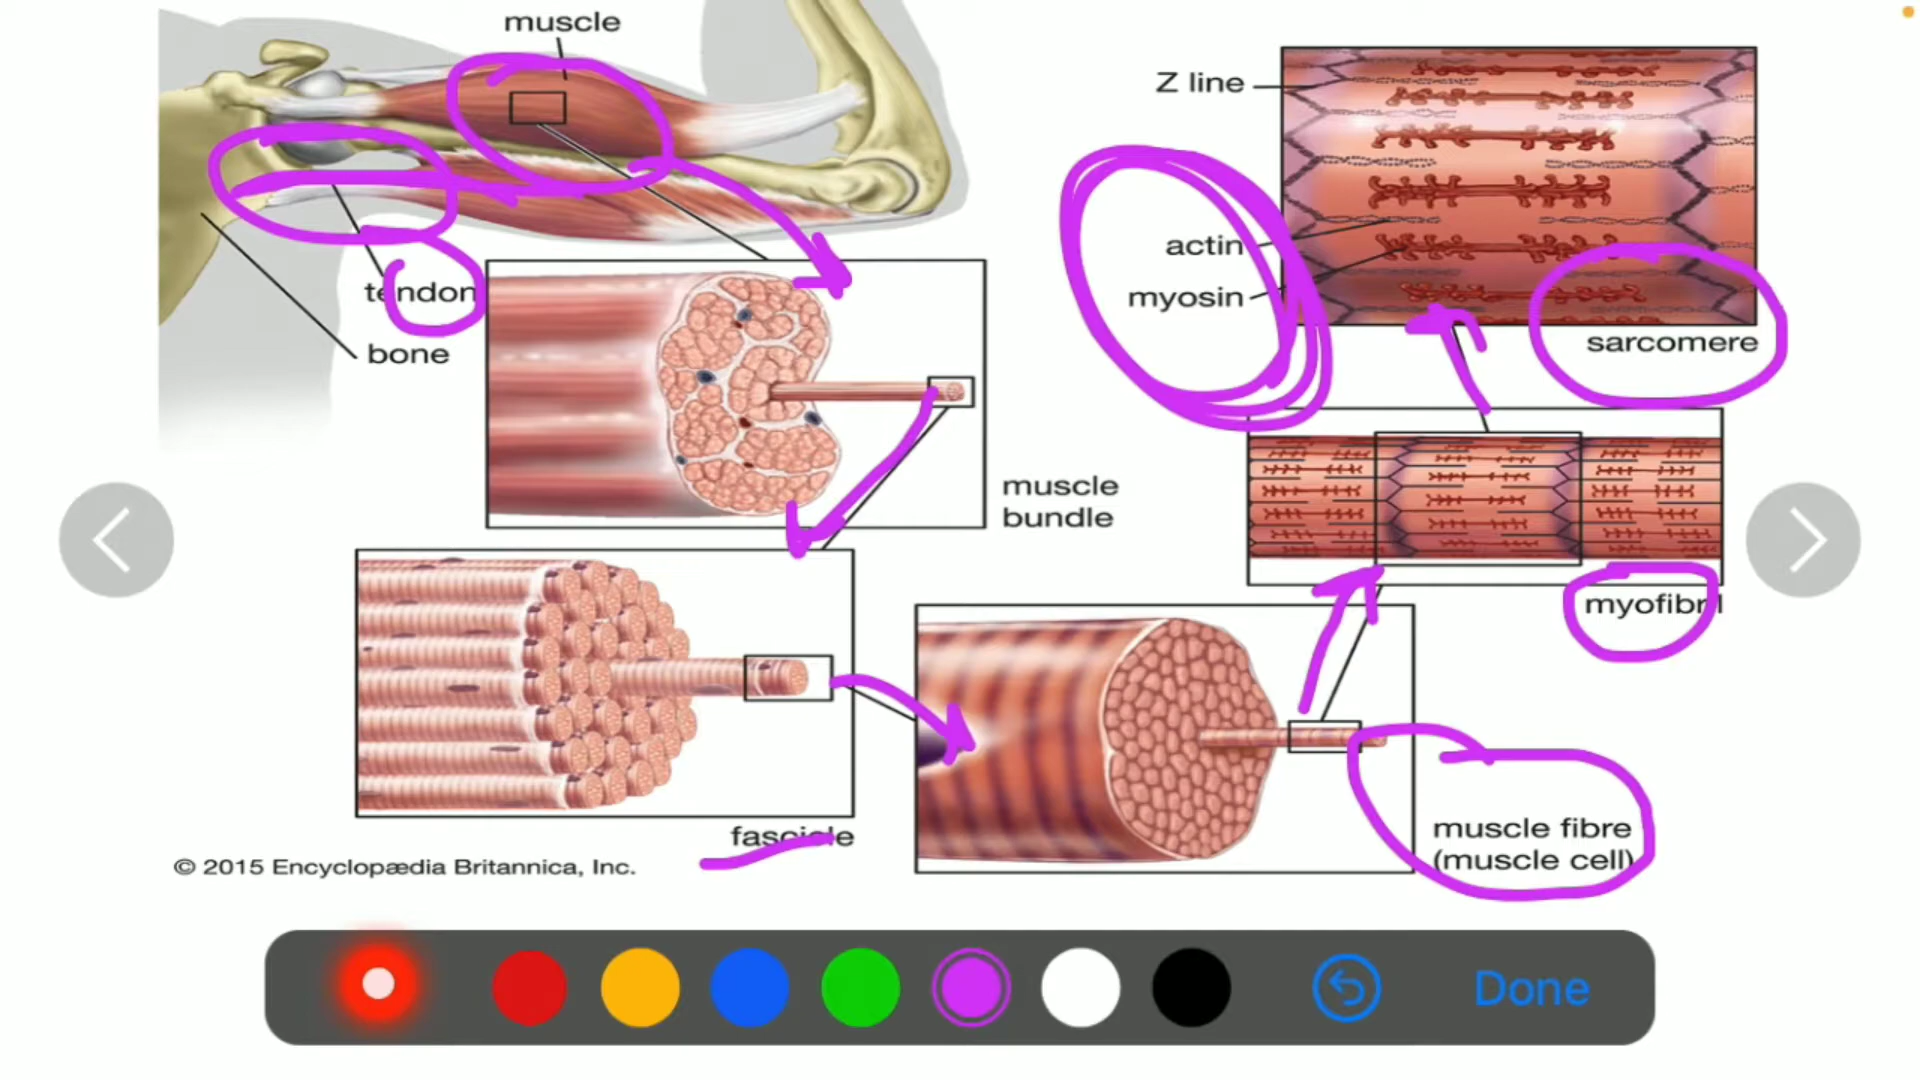 muscle
Z line
actin
tendon
myosin
sarcomere
bone
muscle
bundle
myofibril
fascicle
muscle fibre
(muscle cell)
© 2015 Encyclopædia Britannica, Inc.
Done